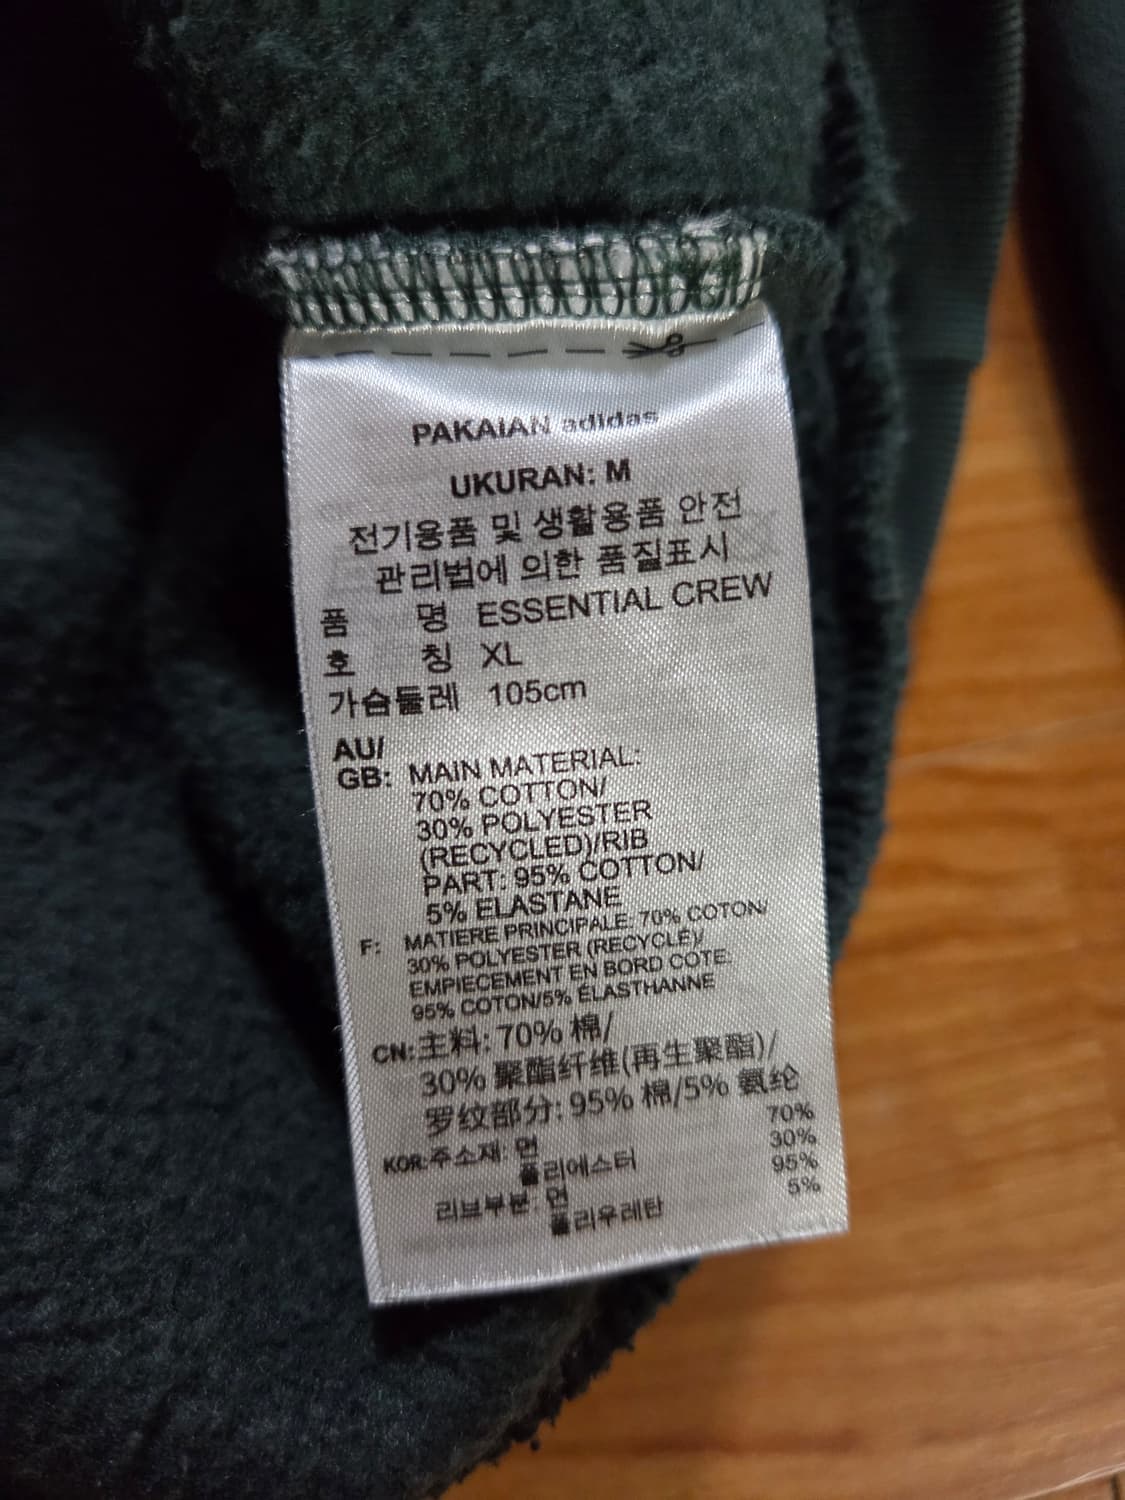 PAKAIAN adidas
UKURAN: M
전기용품 및 생활용품 안전
관리법에 의한 품질표시
품 명 ESSENTIAL CREW
호 칭 XL
가슴둘레 105cm
AU/
GB: MAIN MATERIAL:
70% COTTON/
30% POLYESTER
(RECYCLED)/RIB
PART: 95% COTTON/
5% ELASTANE
F: MATIERE PRINCIPALE: 70% COTON/
30% POLYESTER (RECYCLÉ)/
EMPIECEMENT EN BORD COTE:
95% COTON/5% ÉLASTHANNE
CN: 主料: 70% 棉/
30% 聚酯纤维(再生聚酯)/
罗纹部分: 95% 棉/5% 氨纶
KOR: 주소재: 면 70%
폴리에스터 30%
리브부분: 면 95%
폴리우레탄 5%